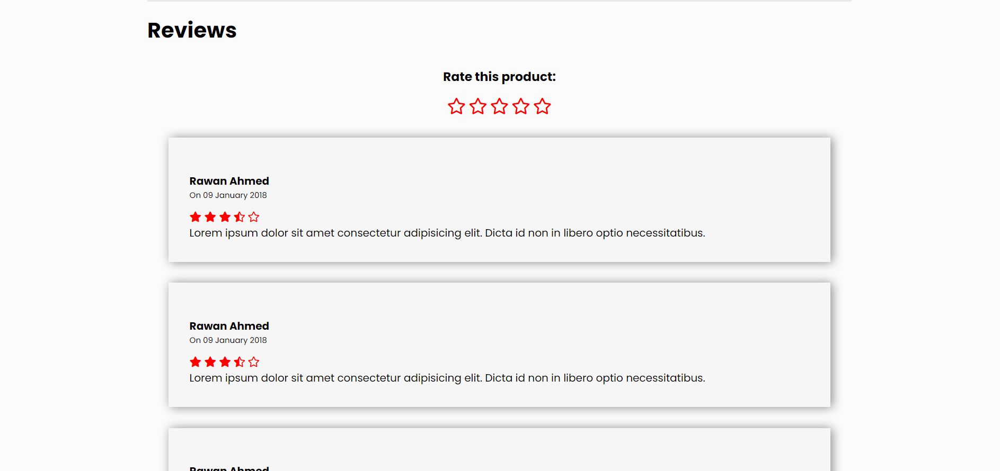 Reviews
Rate this product:
Rawan Ahmed
On 09 January 2018
Lorem ipsum dolor sit amet consectetur adipisicing elit. Dicta id non in libero optio necessitatibus.
Rawan Ahmed
On 09 January 2018
Lorem ipsum dolor sit amet consectetur adipisicing elit. Dicta id non in libero optio necessitatibus.
Rawan Ahmed